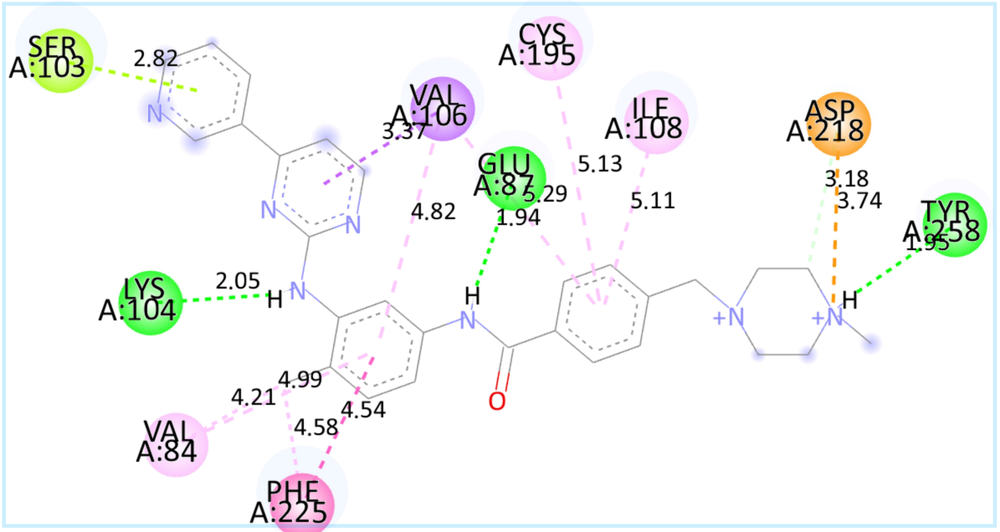 SER
A:103
2.82
N
VAL
A:106
3.37
CYS
A:195
ILE
A:108
ASP
A:218
GLU
A:87
5.29
1.94
5.13
5.11
4.82
3.18
3.74
TYR
A:258
1.95
N
N
LYS
A:104
2.05
H
N
H
N
O
+N
+N
H
4.99
4.21
4.58
4.54
VAL
A:84
PHE
A:225